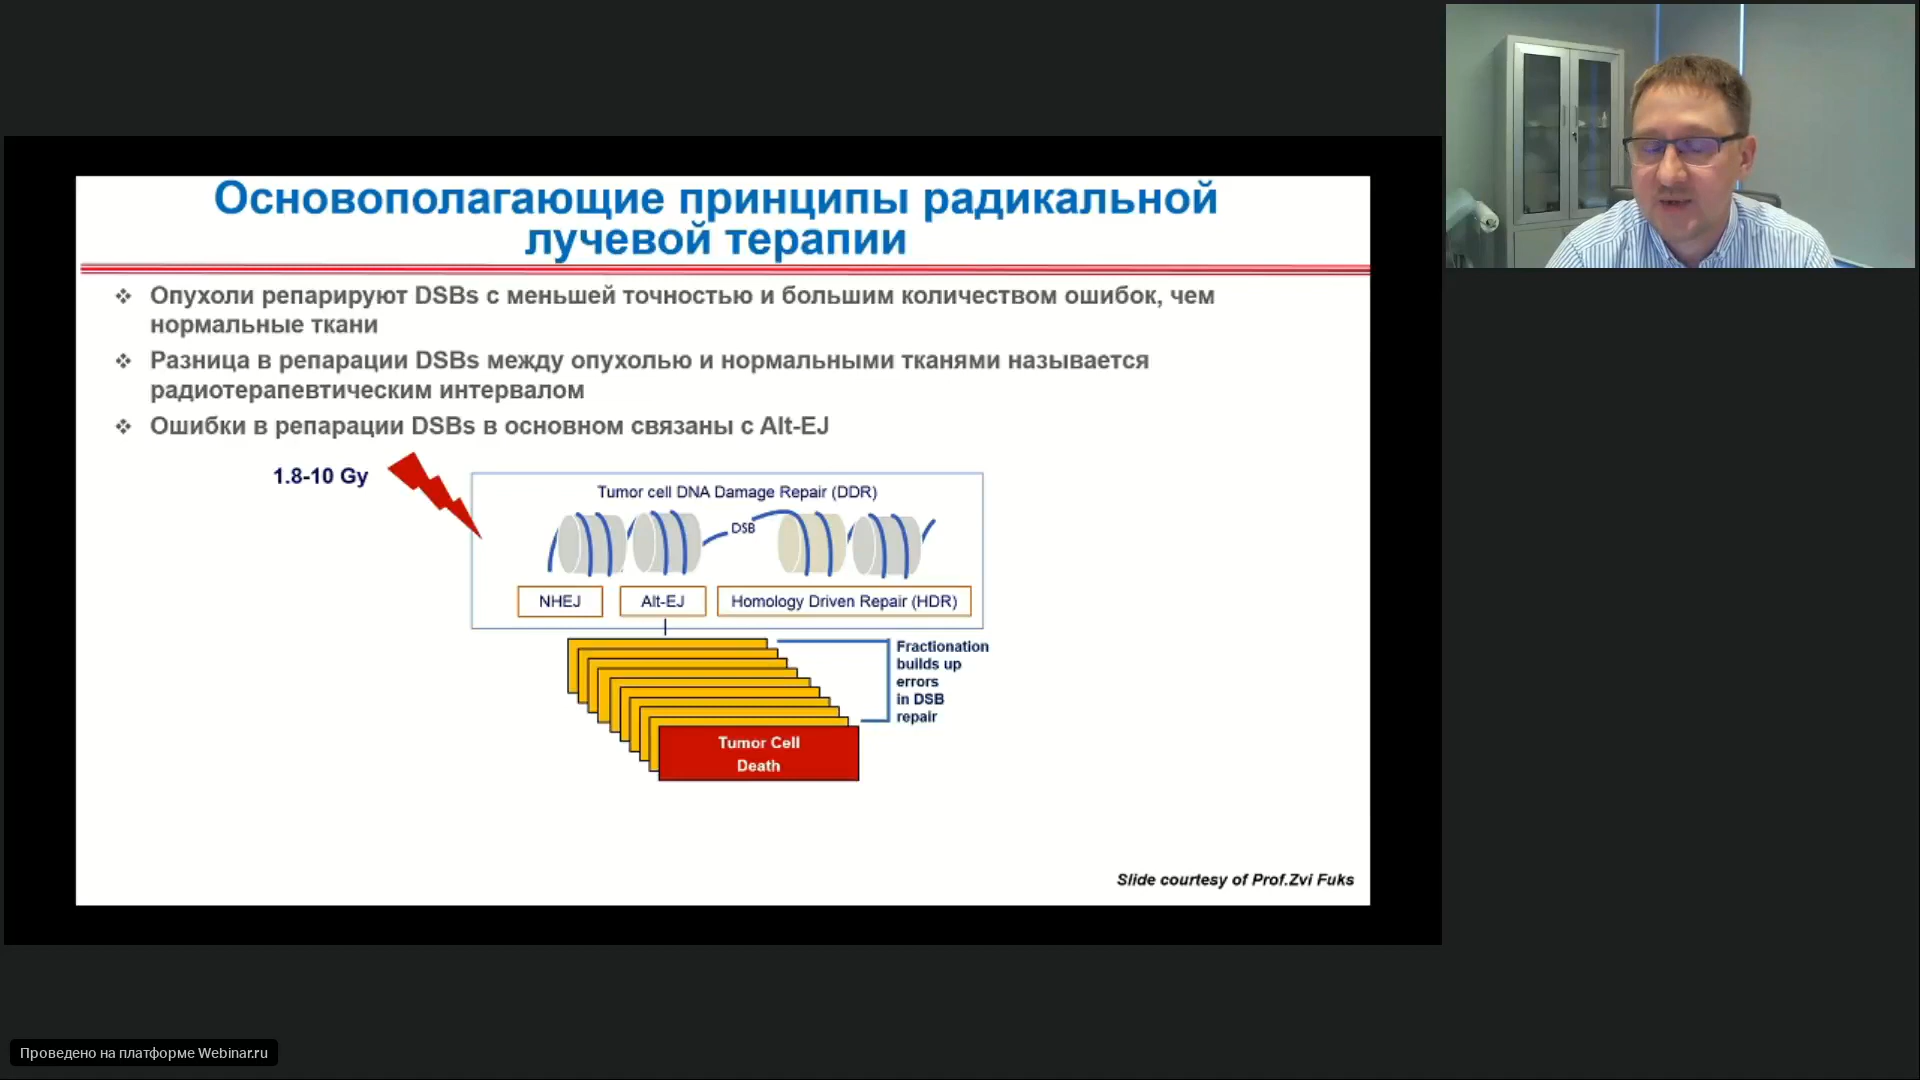 Основополагающие принципы радикальной
лучевой терапии
Опухоли репарируют DSBs с меньшей точностью и большим количеством ошибок, чем
нормальные ткани
Разница в репарации DSBs между опухолью и нормальными тканями называется
радиотерапевтическим интервалом
Ошибки в репарации DSBs в основном связаны с Alt-EJ
1.8-10 Gy
Tumor cell DNA Damage Repair (DDR)
DSB
NHEJ
Alt-EJ
Homology Driven Repair (HDR)
Fractionation
builds up
errors
in DSB
repair
Tumor Cell
Death
Slide courtesy of Prof.Zvi Fuks
Проведено на платформе Webinar.ru